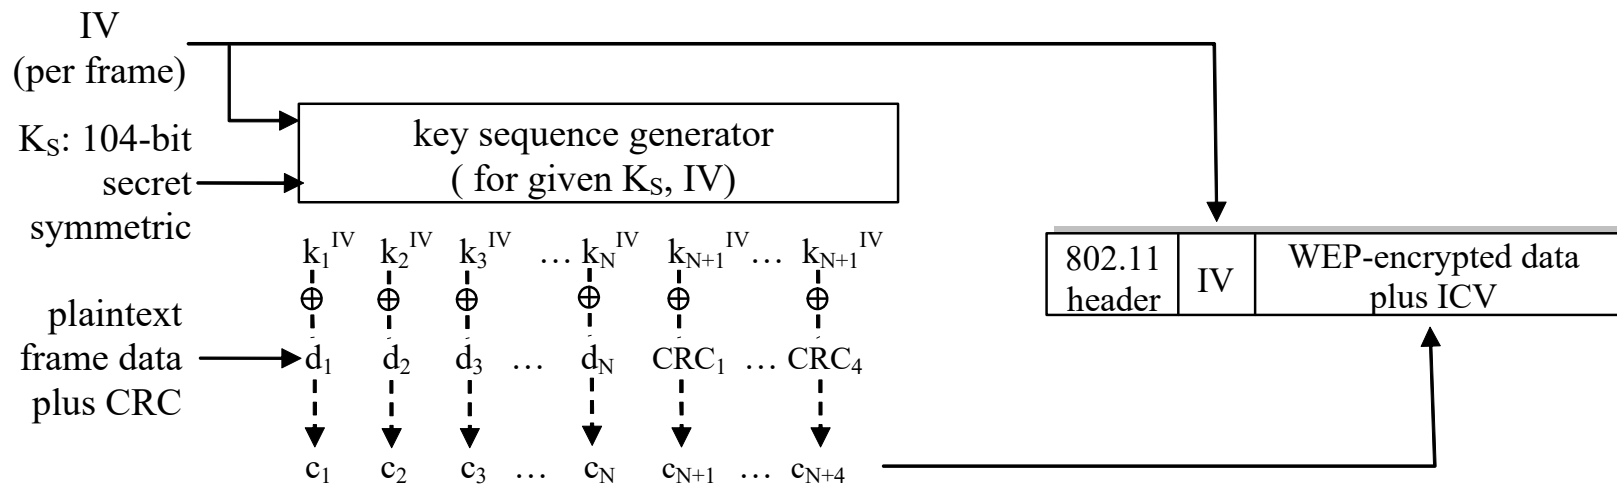 IV
(per frame)
K_S: 104-bit
secret
symmetric
key sequence generator
( for given K_S, IV)
k_1^IV k_2^IV k_3^IV … k_N^IV k_N+1^IV … k_N+1^IV
plaintext
frame data
plus CRC
d_1 d_2 d_3 … d_N CRC_1 … CRC_4
c_1 c_2 c_3 … c_N c_N+1 … c_N+4
802.11
header
IV
WEP-encrypted data
plus ICV